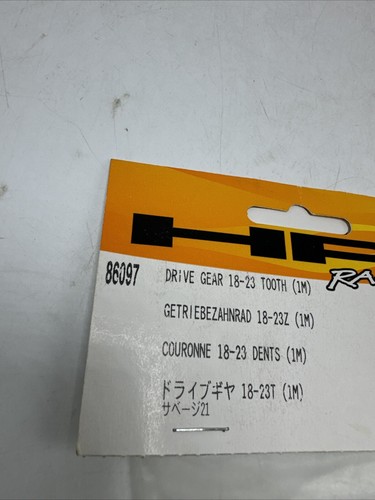 RA
86097
DRIVE GEAR 18-23 TOOTH (1M)
GETRIEBEZAHNRAD 18-23Z (1M)
COURONNE 18-23 DENTS (1M)
ドライブギヤ 18-23T (1M)
サベージ21